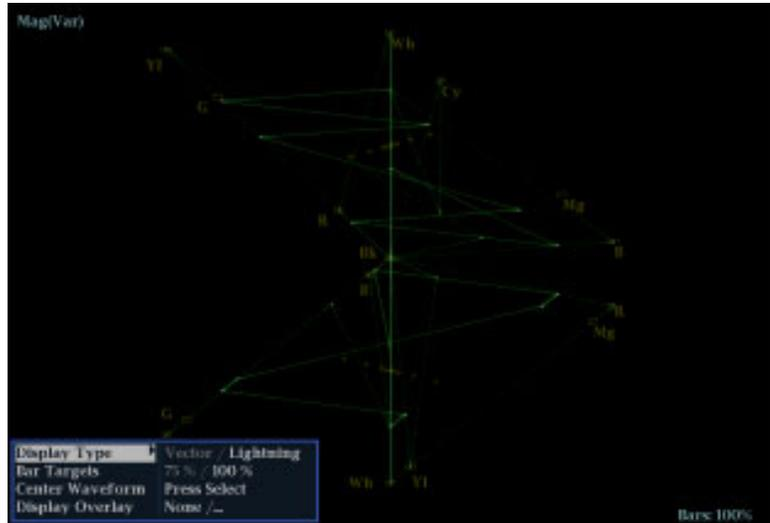 Mag(Var)
Wh
Yl
Cy
G
Mg
R
B
Bk
B
R
Mg
G
Display Type Vector / Lightning
Bar Targets 75 % / 100 %
Center Waveform Press Select
Display Overlay None /...
Wh Yl
Bars: 100%